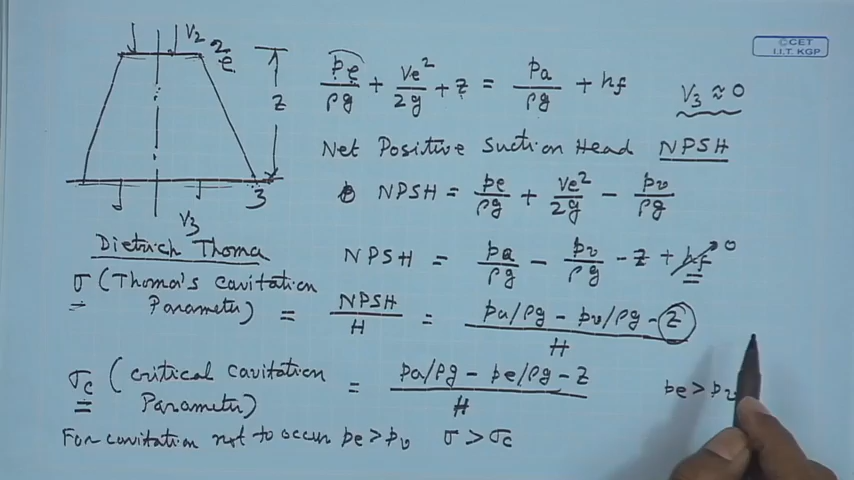 ©CET
I.I.T. KGP
V2
2
e
z
3
V3
pe/ρg + Ve²/2g + z = pa/ρg + hf
V3 ≈ 0
Net Positive Suction Head NPSH
NPSH = pe/ρg + Ve²/2g − pv/ρg
Dietrich Thoma
NPSH = pa/ρg − pv/ρg − z + hf 0
σ (Thoma's cavitation
Parameter) = NPSH/H = pa/ρg − pv/ρg − z / H
σc (critical cavitation
Parameter) = pa/ρg − pe/ρg − z / H
pe > pv
For cavitation not to occur pe > pv σ > σc